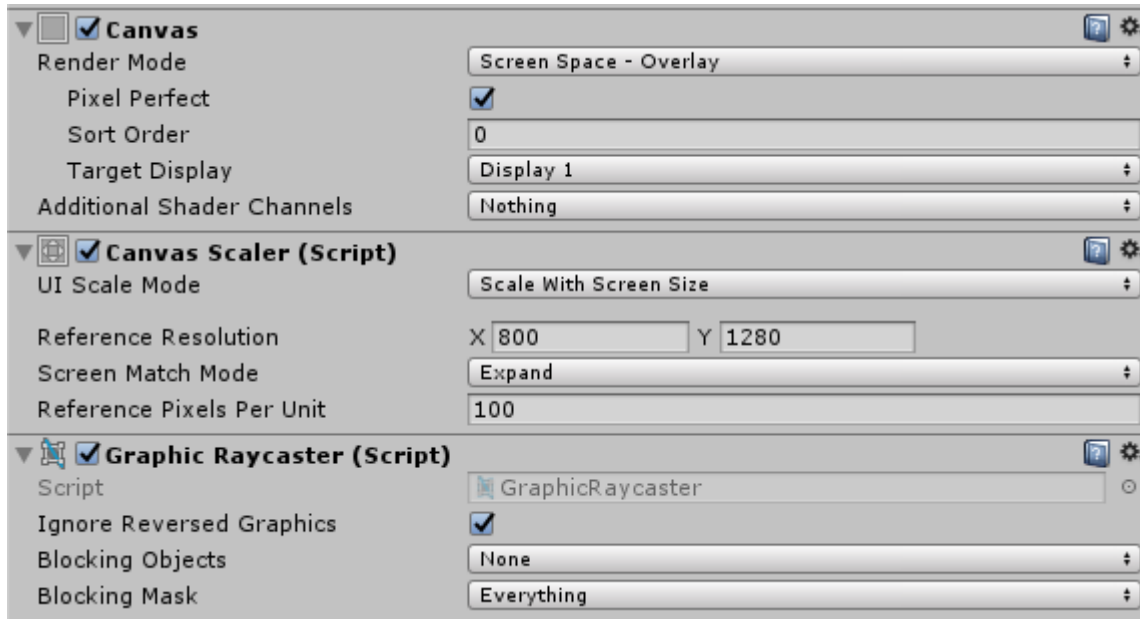 Canvas
Render Mode Screen Space - Overlay
Pixel Perfect
Sort Order 0
Target Display Display 1
Additional Shader Channels Nothing
Canvas Scaler (Script)
UI Scale Mode Scale With Screen Size
Reference Resolution X 800 Y 1280
Screen Match Mode Expand
Reference Pixels Per Unit 100
Graphic Raycaster (Script)
Script GraphicRaycaster
Ignore Reversed Graphics
Blocking Objects None
Blocking Mask Everything